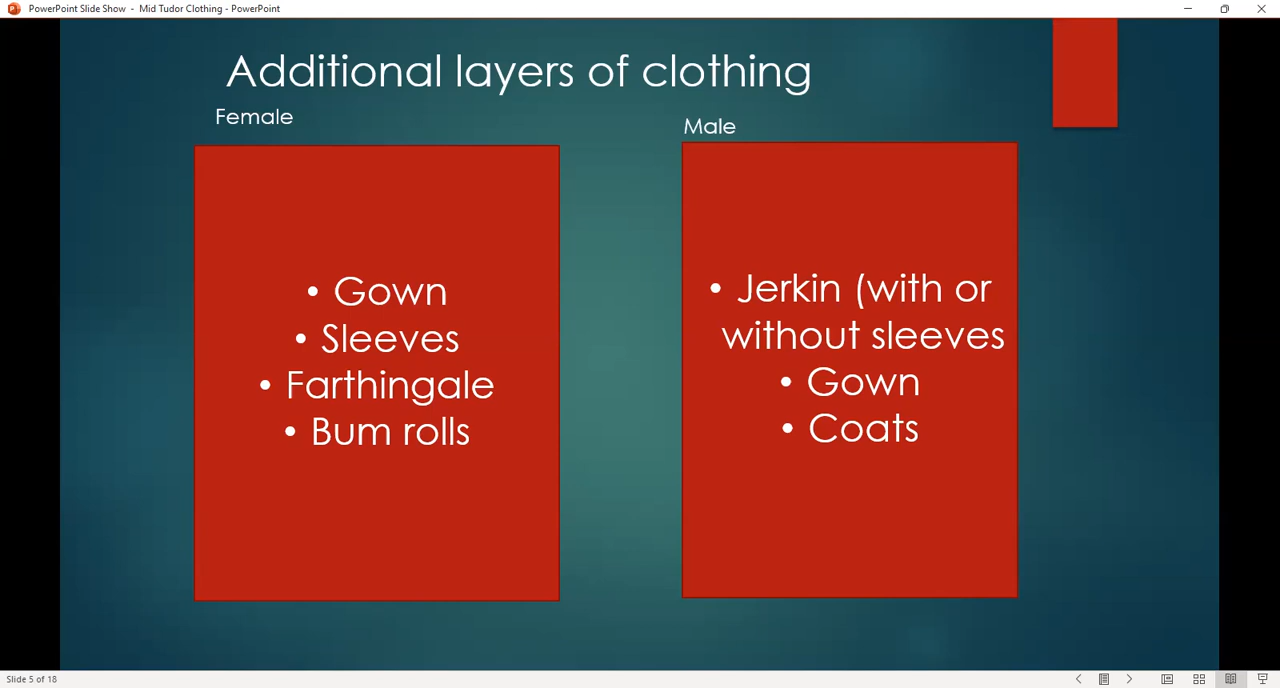 PowerPoint Slide Show - Mid Tudor Clothing - PowerPoint
Additional layers of clothing
Female
• Gown
• Sleeves
• Farthingale
• Bum rolls
Male
• Jerkin (with or
without sleeves
• Gown
• Coats
Slide 5 of 18